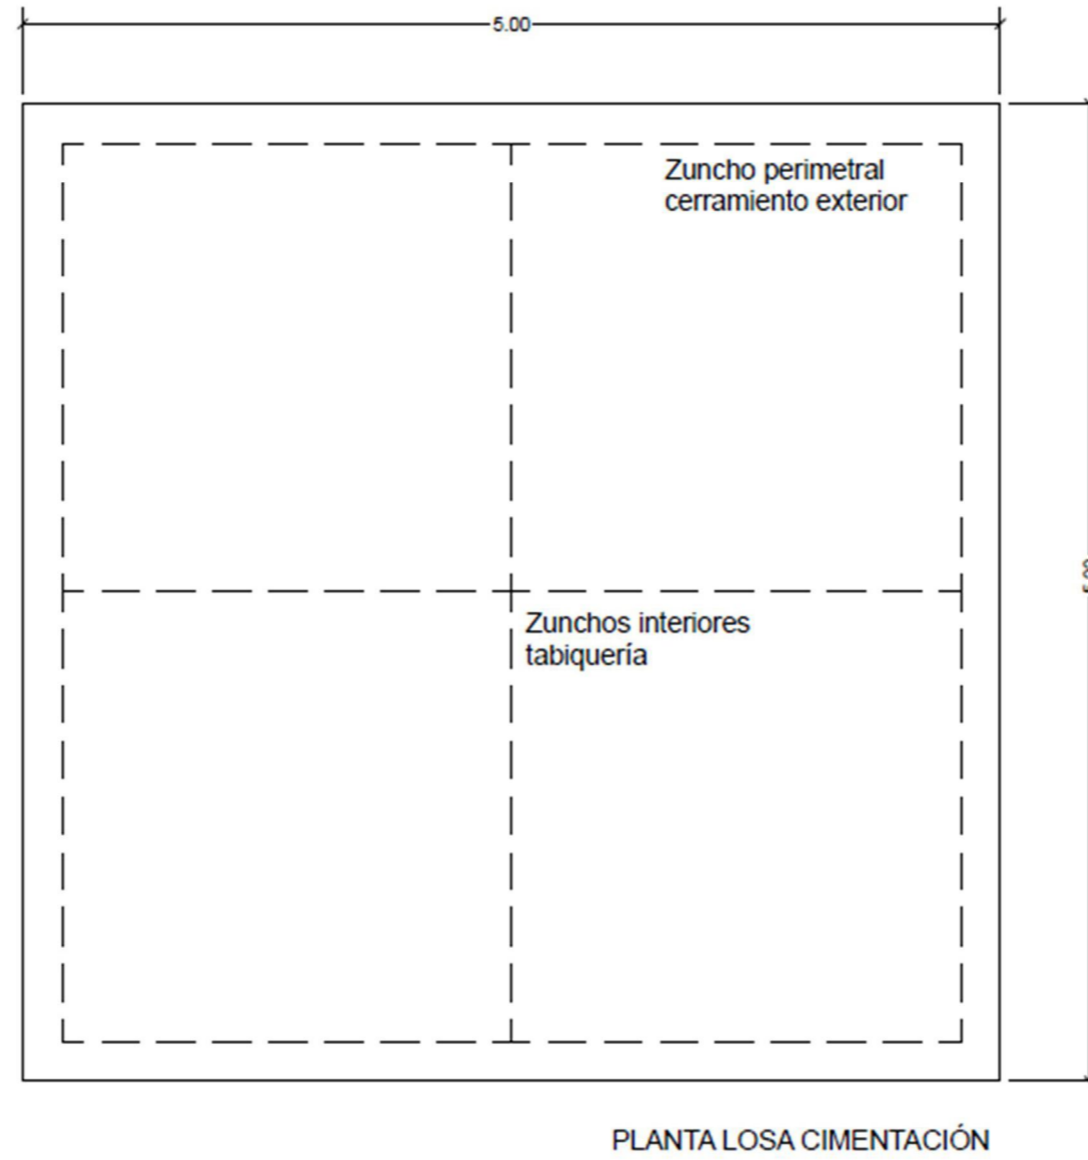 5.00
Zuncho perimetral
cerramiento exterior
Zunchos interiores
tabiquería
PLANTA LOSA CIMENTACIÓN